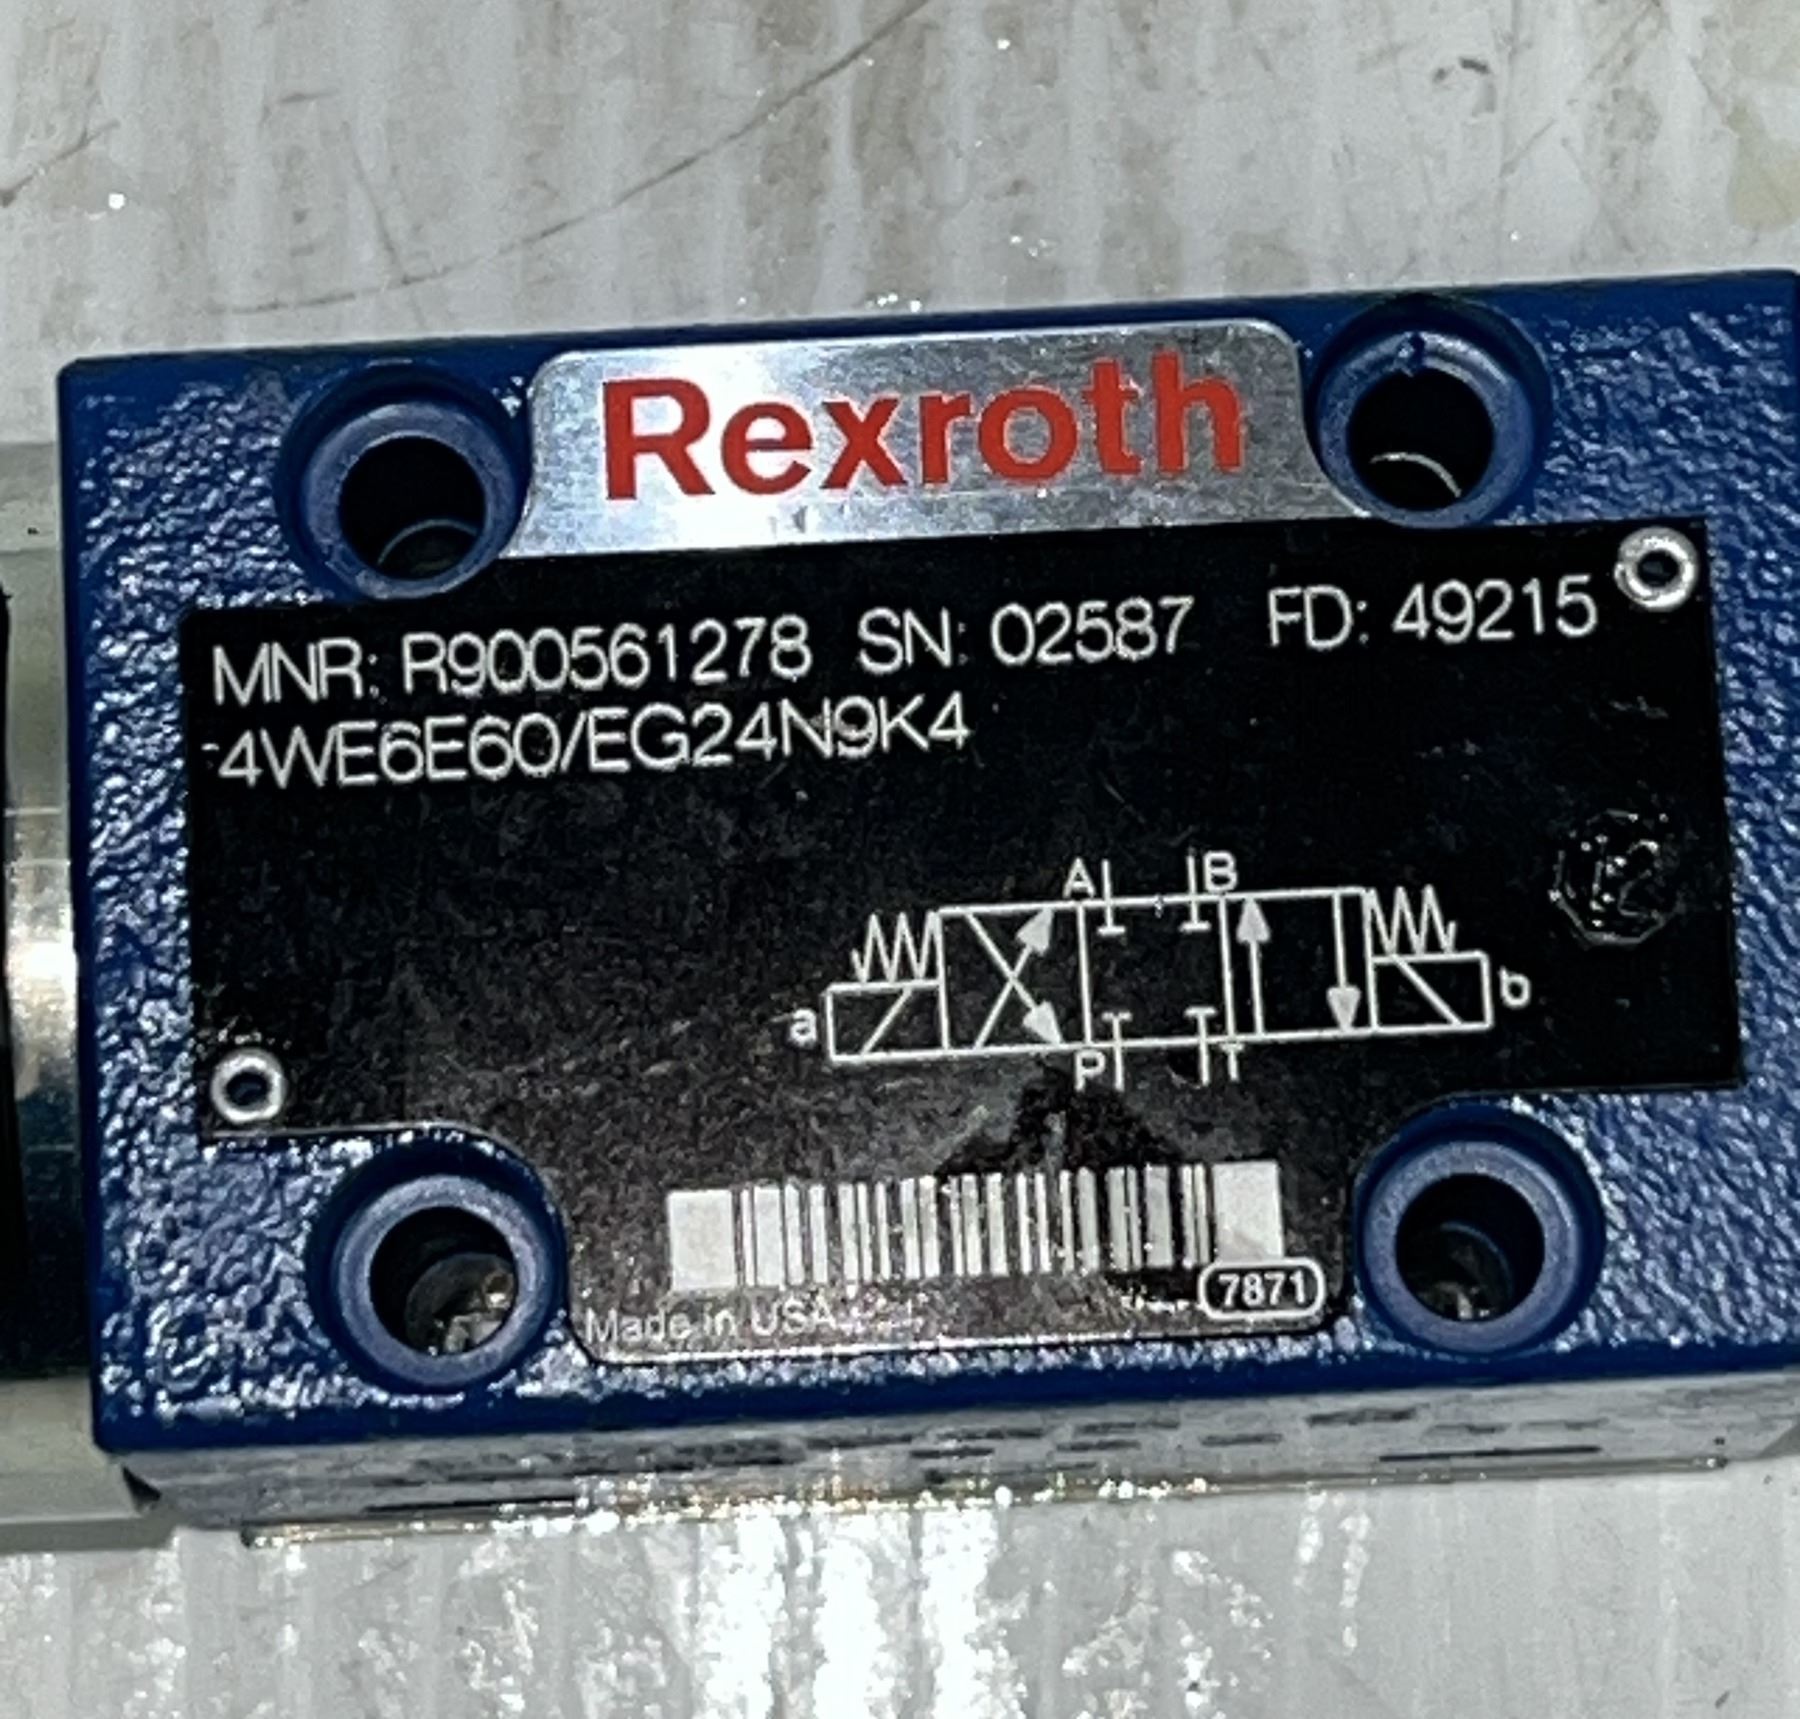 Rexroth
MNR: R900561278 SN: 02587 FD: 49215
4WE6E60/EG24N9K4
A B
a b
P T
Made in USA
7871